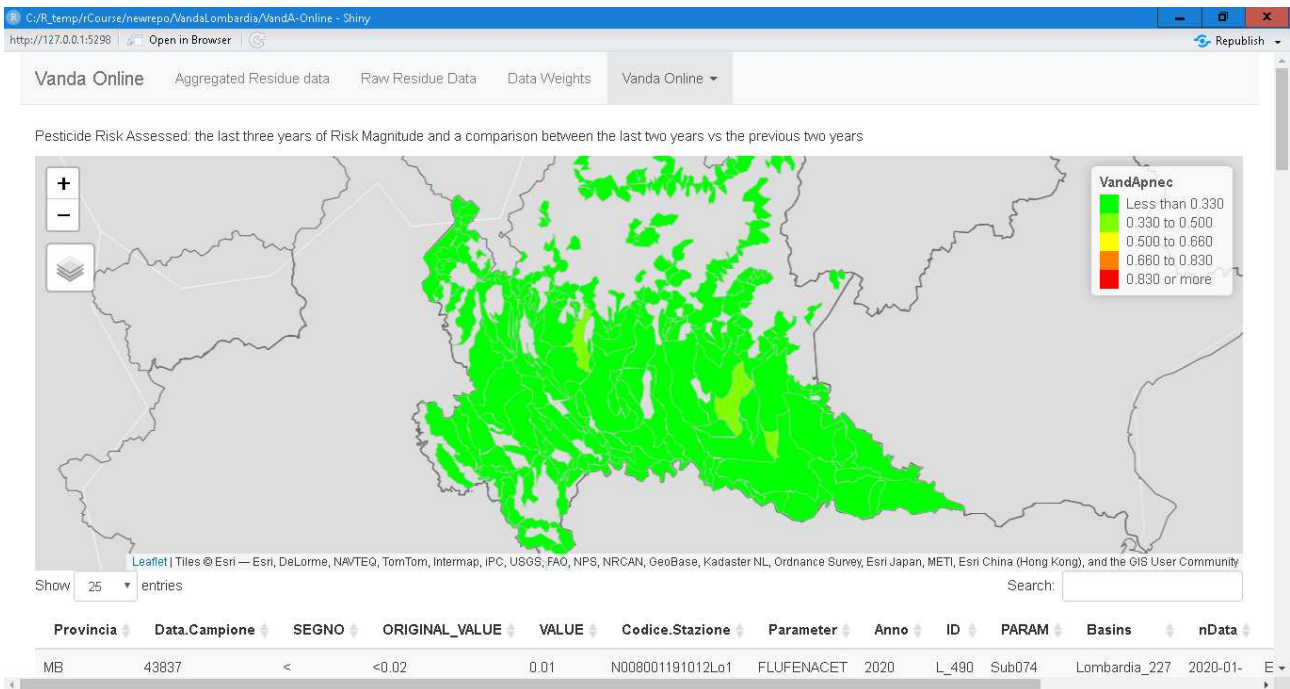 C:/R_temp/rCourse/newrepo/VandaLombardia/VandA-Online - Shiny
http://127.0.0.1:5298 Open in Browser Republish
Vanda Online Aggregated Residue data Raw Residue Data Data Weights Vanda Online
Pesticide Risk Assessed: the last three years of Risk Magnitude and a comparison between the last two years vs the previous two years
+
−
VandApnec
Less than 0.330
0.330 to 0.500
0.500 to 0.660
0.660 to 0.830
0.830 or more
Leaflet | Tiles © Esri — Esri, DeLorme, NAVTEQ, TomTom, Intermap, iPC, USGS, FAO, NPS, NRCAN, GeoBase, Kadaster NL, Ordnance Survey, Esri Japan, METI, Esri China (Hong Kong), and the GIS User Community
Show 25 entries Search:
Provincia Data.Campione SEGNO ORIGINAL_VALUE VALUE Codice.Stazione Parameter Anno ID PARAM Basins nData
MB 43837 < <0.02 0.01 N008001191012Lo1 FLUFENACET 2020 L_490 Sub074 Lombardia_227 2020-01- E